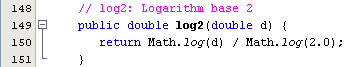 148 // log2: Logarithm base 2
149 public double log2(double d) {
150 return Math.log(d) / Math.log(2.0);
151 }